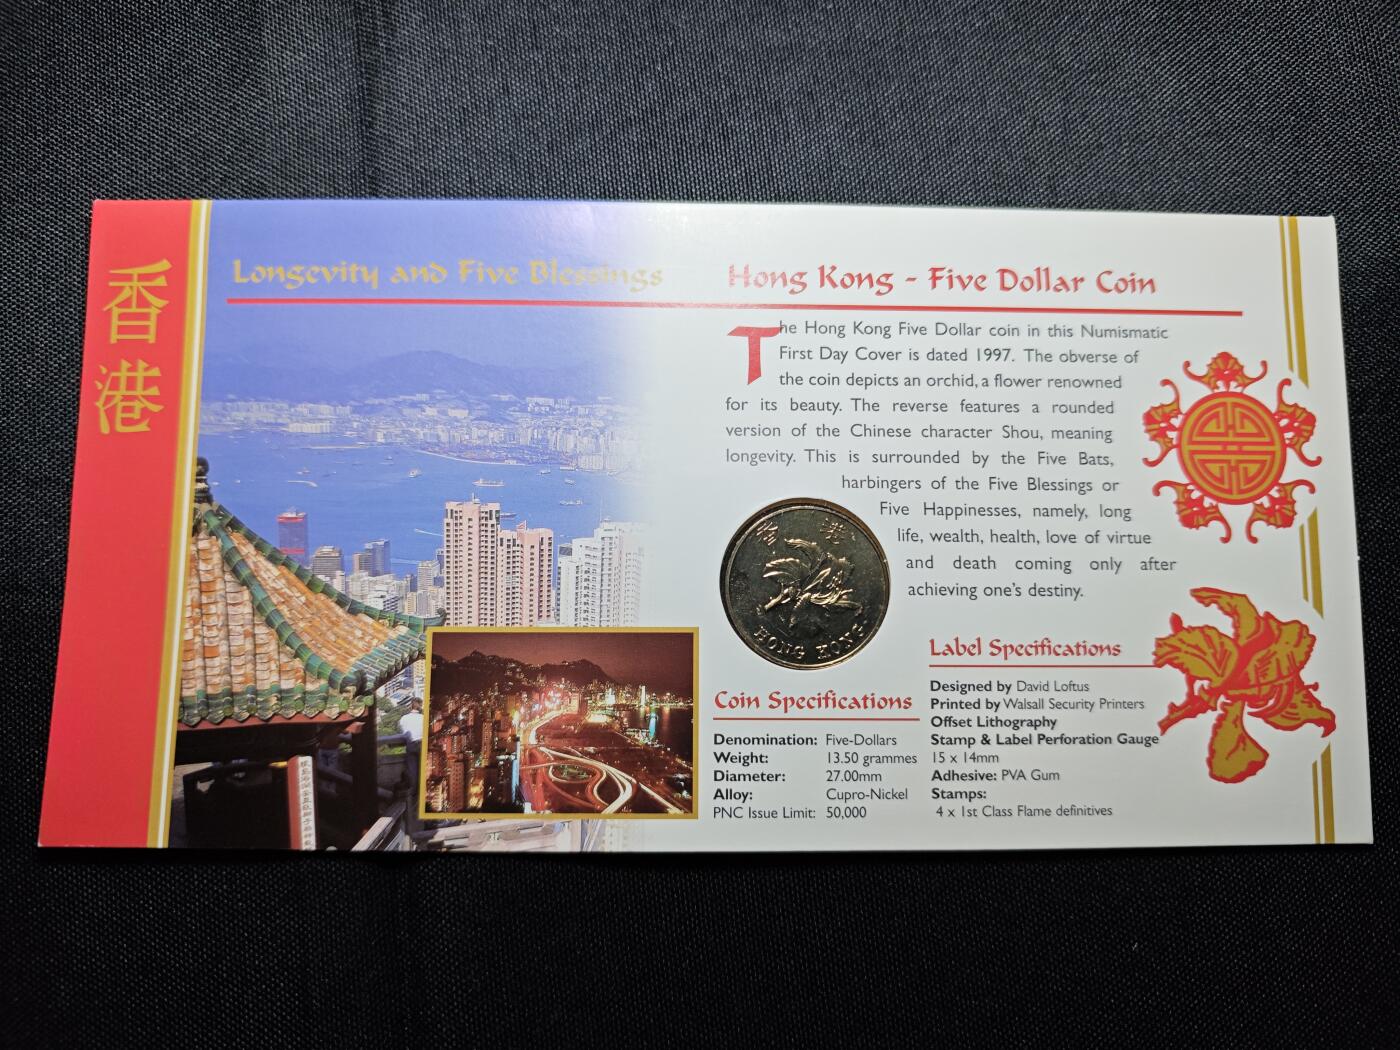 香港
Longevity and Five Blessings
Hong Kong - Five Dollar Coin
The Hong Kong Five Dollar coin in this Numismatic
First Day Cover is dated 1997. The obverse of
the coin depicts an orchid, a flower renowned
for its beauty. The reverse features a rounded
version of the Chinese character Shou, meaning
longevity. This is surrounded by the Five Bats,
harbingers of the Five Blessings or
Five Happinesses, namely, long
life, wealth, health, love of virtue
and death coming only after
achieving one's destiny.
香港
HONG KONG
Coin Specifications
Denomination: Five-Dollars
Weight: 13.50 grammes
Diameter: 27.00mm
Alloy: Cupro-Nickel
PNC Issue Limit: 50,000
Label Specifications
Designed by David Loftus
Printed by Walsall Security Printers
Offset Lithography
Stamp & Label Perforation Gauge
15 x 14mm
Adhesive: PVA Gum
Stamps:
4 x 1st Class Flame definitives